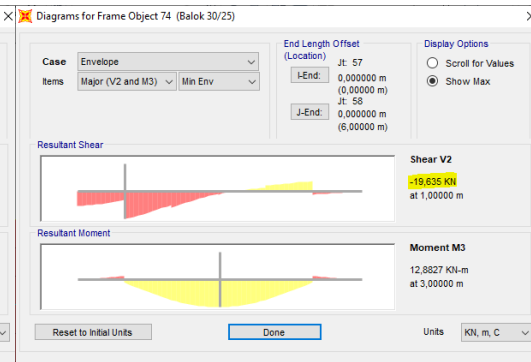 Diagrams for Frame Object 74 (Balok 30/25)
Case
Envelope
Items
Major (V2 and M3)
Min Env
End Length Offset
(Location)
I-End:
Jt: 57
0,000000 m
(0,00000 m)
J-End:
Jt: 58
0,000000 m
(6,00000 m)
Display Options
Scroll for Values
Show Max
Resultant Shear
Shear V2
-19,635 KN
at 1,00000 m
Resultant Moment
Moment M3
12,8827 KN-m
at 3,00000 m
Reset to Initial Units
Done
Units
KN, m, C